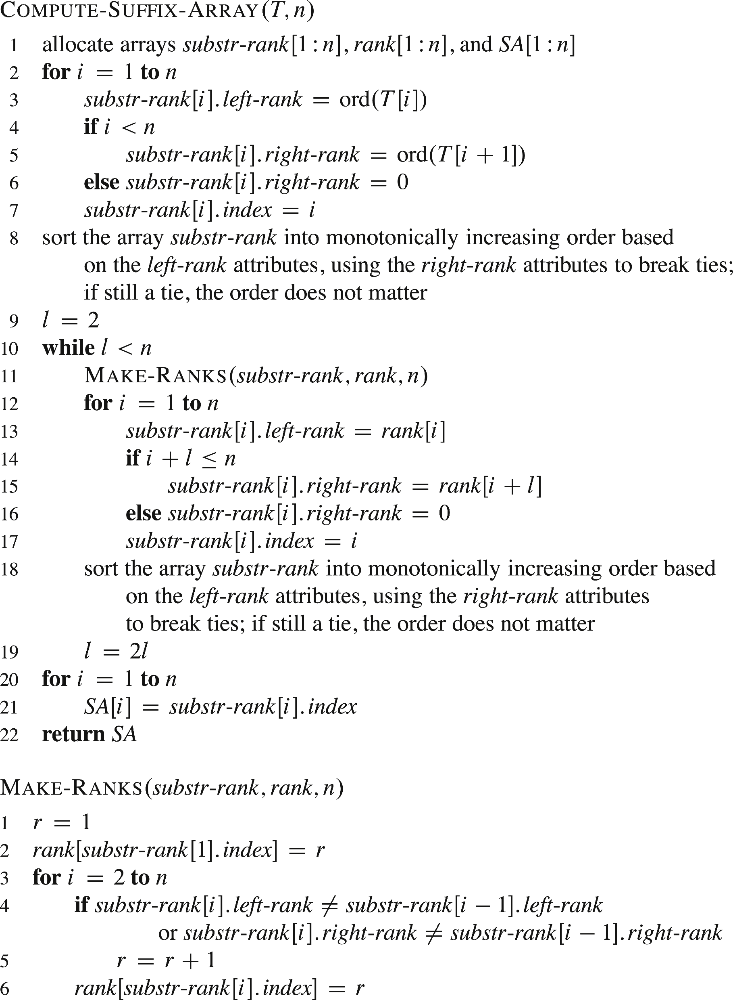 COMPUTE-SUFFIX-ARRAY(T, n)
1 allocate arrays substr-rank[1:n], rank[1:n], and SA[1:n]
2 for i = 1 to n
3 substr-rank[i].left-rank = ord(T[i])
4 if i < n
5 substr-rank[i].right-rank = ord(T[i + 1])
6 else substr-rank[i].right-rank = 0
7 substr-rank[i].index = i
8 sort the array substr-rank into monotonically increasing order based
on the left-rank attributes, using the right-rank attributes to break ties;
if still a tie, the order does not matter
9 l = 2
10 while l < n
11 MAKE-RANKS(substr-rank, rank, n)
12 for i = 1 to n
13 substr-rank[i].left-rank = rank[i]
14 if i + l ≤ n
15 substr-rank[i].right-rank = rank[i + l]
16 else substr-rank[i].right-rank = 0
17 substr-rank[i].index = i
18 sort the array substr-rank into monotonically increasing order based
on the left-rank attributes, using the right-rank attributes
to break ties; if still a tie, the order does not matter
19 l = 2l
20 for i = 1 to n
21 SA[i] = substr-rank[i].index
22 return SA
MAKE-RANKS(substr-rank, rank, n)
1 r = 1
2 rank[substr-rank[1].index] = r
3 for i = 2 to n
4 if substr-rank[i].left-rank ≠ substr-rank[i − 1].left-rank
or substr-rank[i].right-rank ≠ substr-rank[i − 1].right-rank
5 r = r + 1
6 rank[substr-rank[i].index] = r